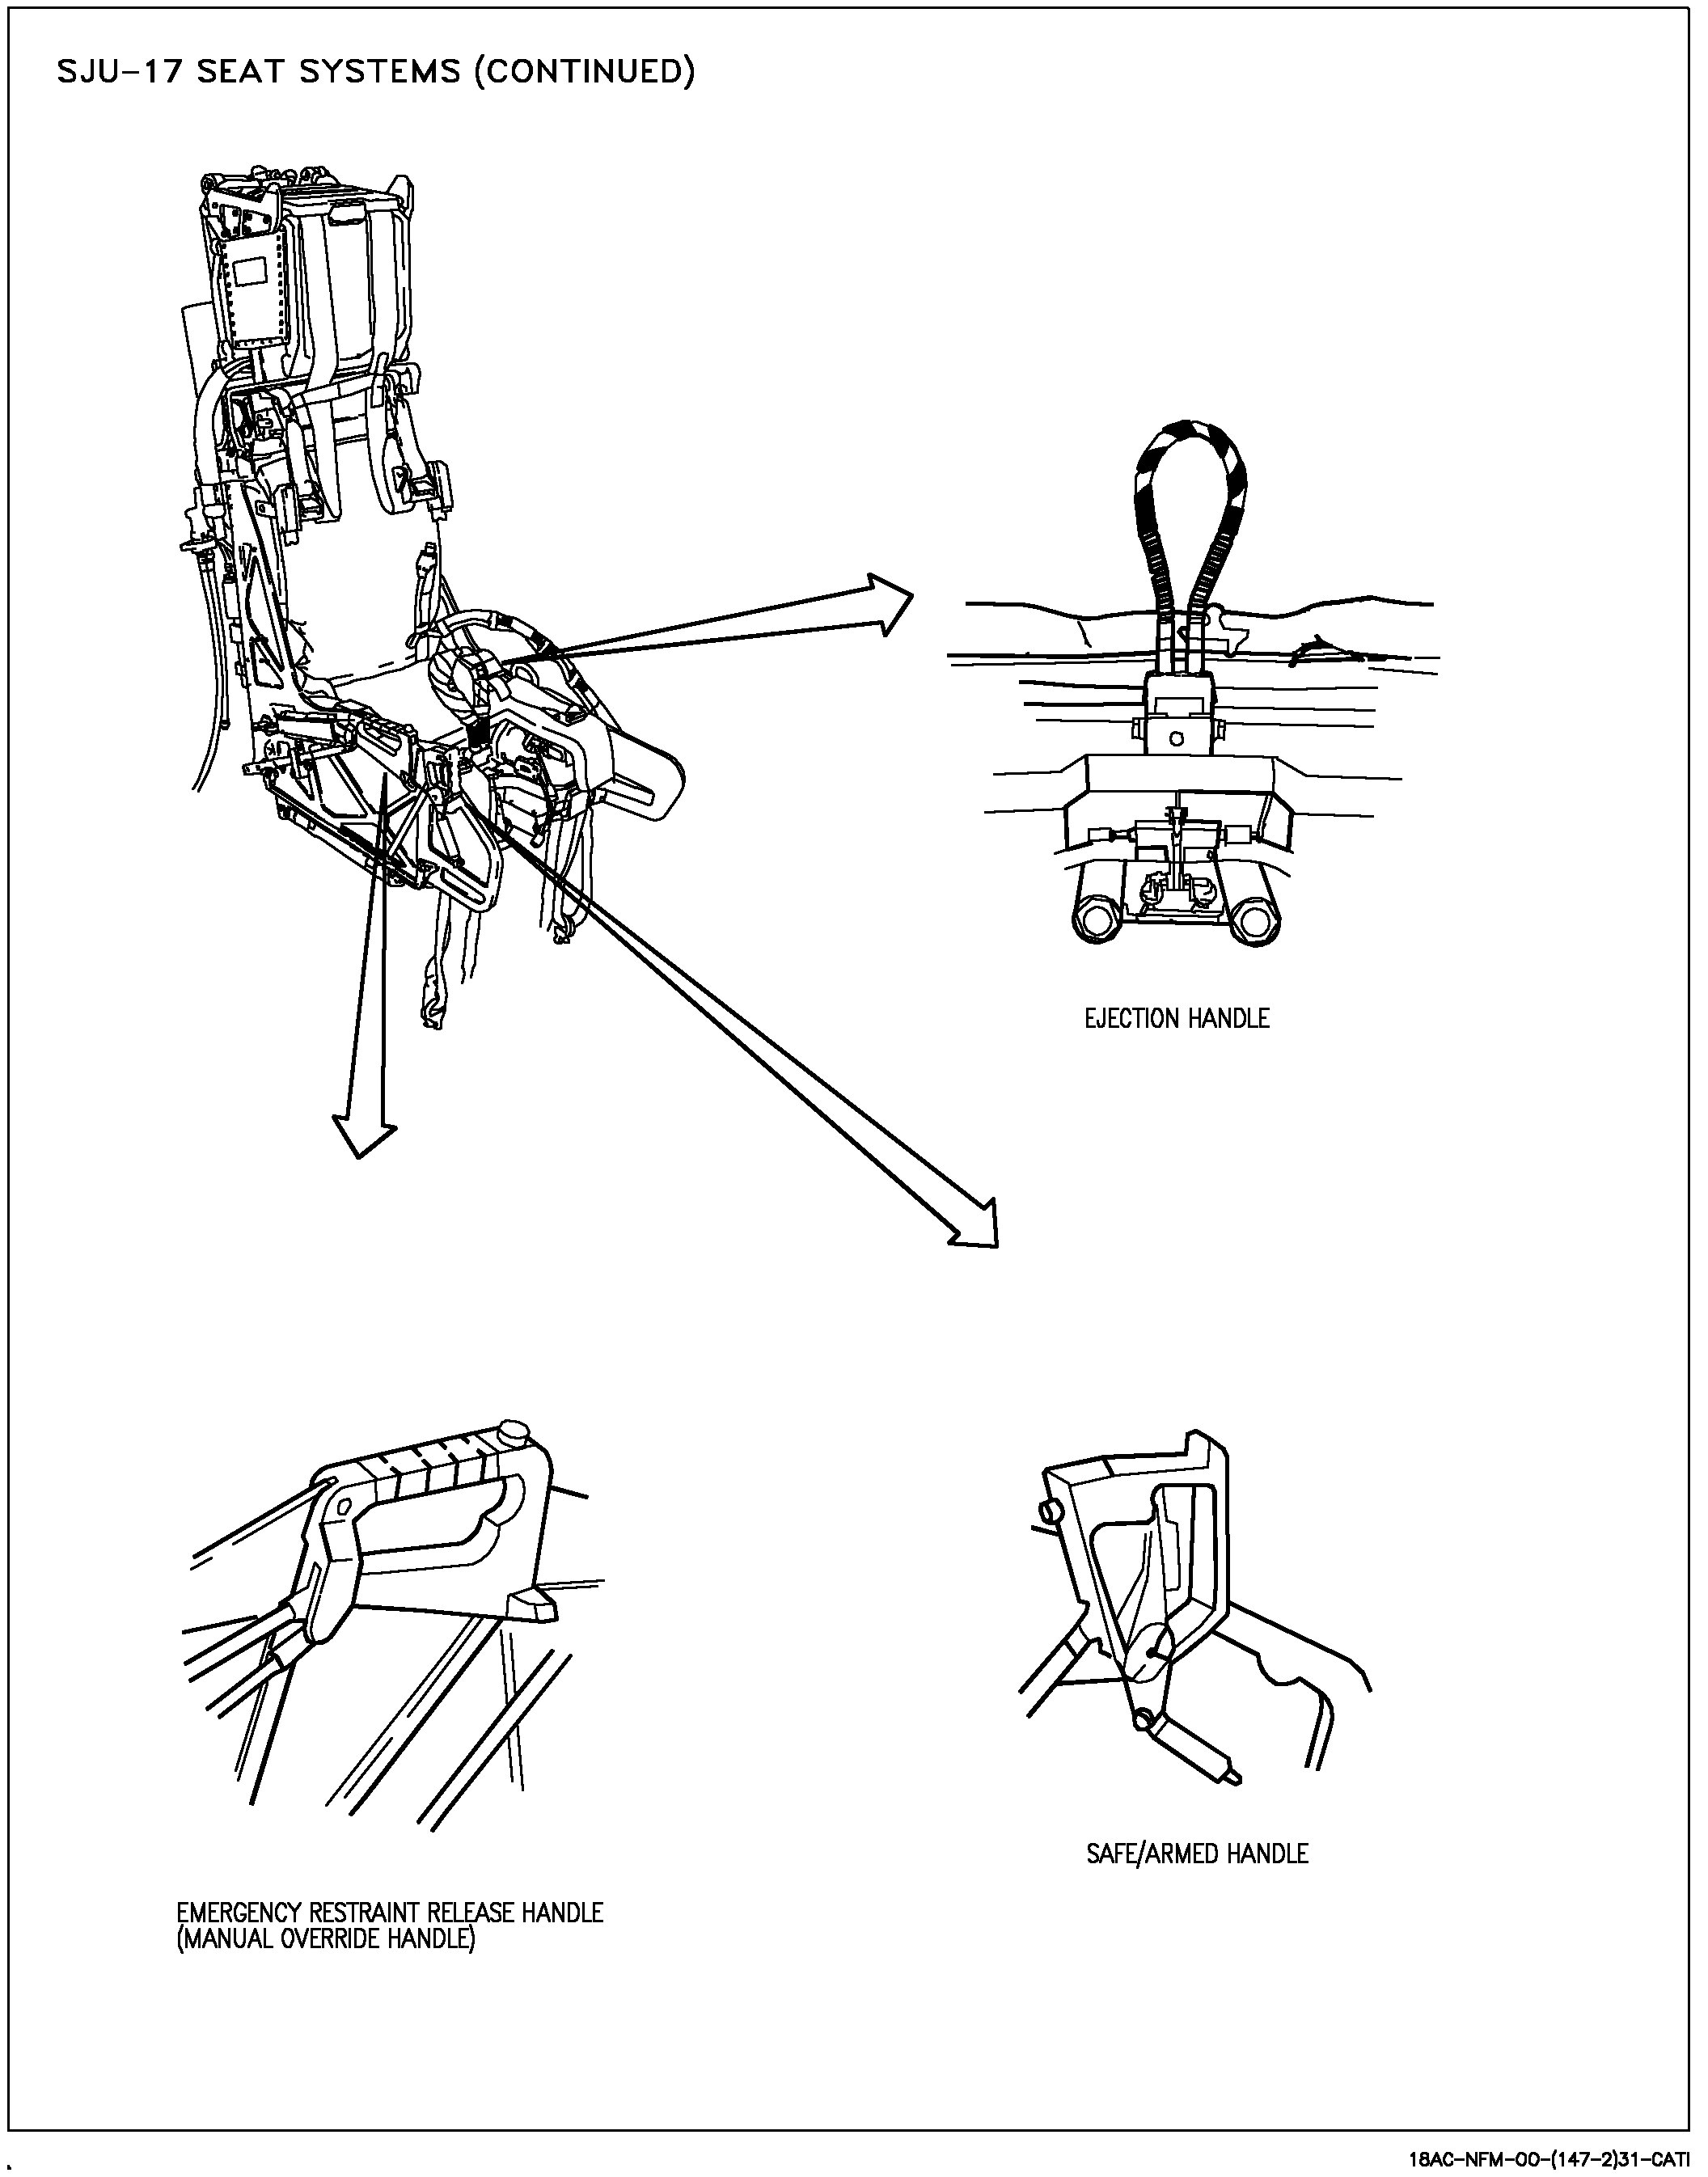 SJU-17 SEAT SYSTEMS (CONTINUED)
EJECTION HANDLE
SAFE/ARMED HANDLE
EMERGENCY RESTRAINT RELEASE HANDLE
(MANUAL OVERRIDE HANDLE)
18AC-NFM-00-(147-2)31-CATI